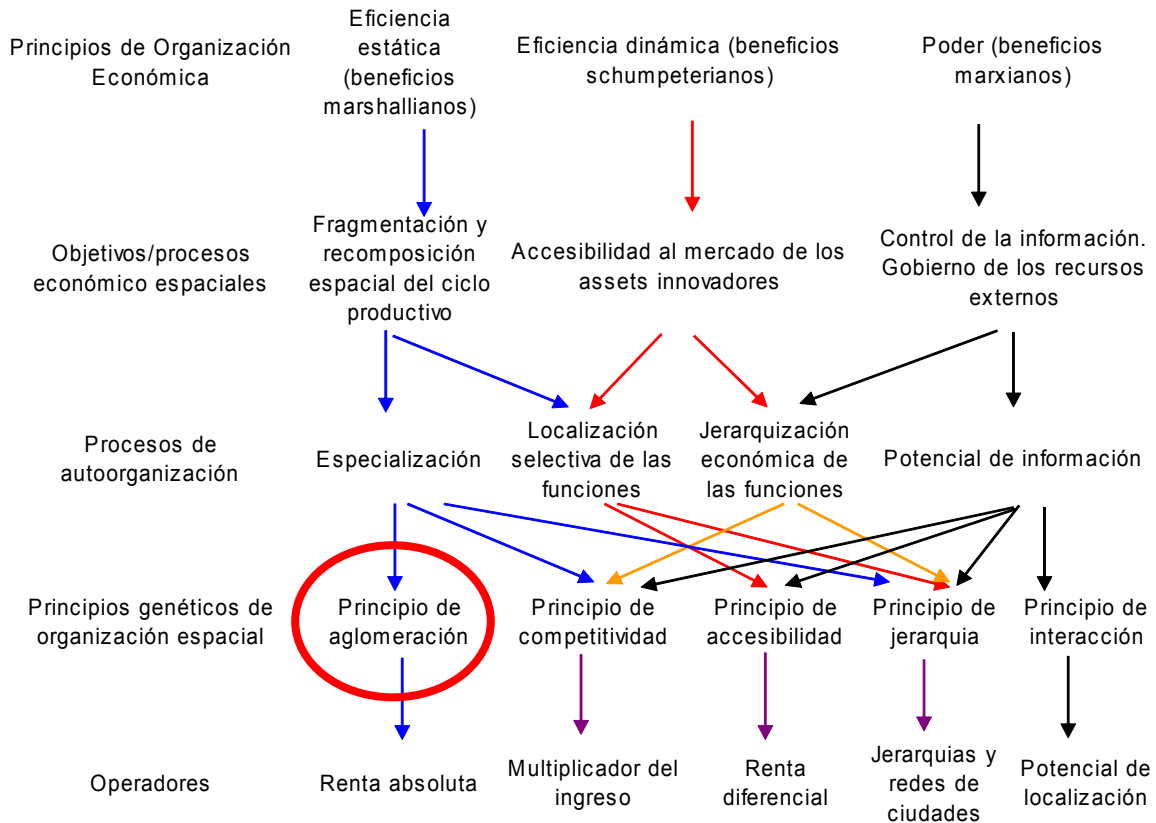 Principios de Organización
Económica
Eficiencia
estática
(beneficios
marshallianos)
Eficiencia dinámica (beneficios
schumpeterianos)
Poder (beneficios
marxianos)
Objetivos/procesos
económico espaciales
Fragmentación y
recomposición
espacial del ciclo
productivo
Accesibilidad al mercado de los
assets innovadores
Control de la información.
Gobierno de los recursos
externos
Procesos de
autoorganización
Especialización
Localización
selectiva de las
funciones
Jerarquización
económica de
las funciones
Potencial de información
Principios genéticos de
organización espacial
Principio de
aglomeración
Principio de
competitividad
Principio de
accesibilidad
Principio de
jerarquia
Principio de
interacción
Operadores
Renta absoluta
Multiplicador del
ingreso
Renta
diferencial
Jerarquias y
redes de
ciudades
Potencial de
localización